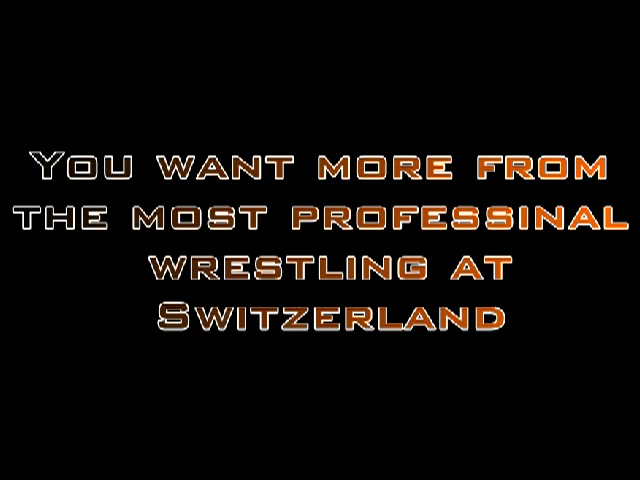 You want more from
the most professinal
wrestling at
Switzerland